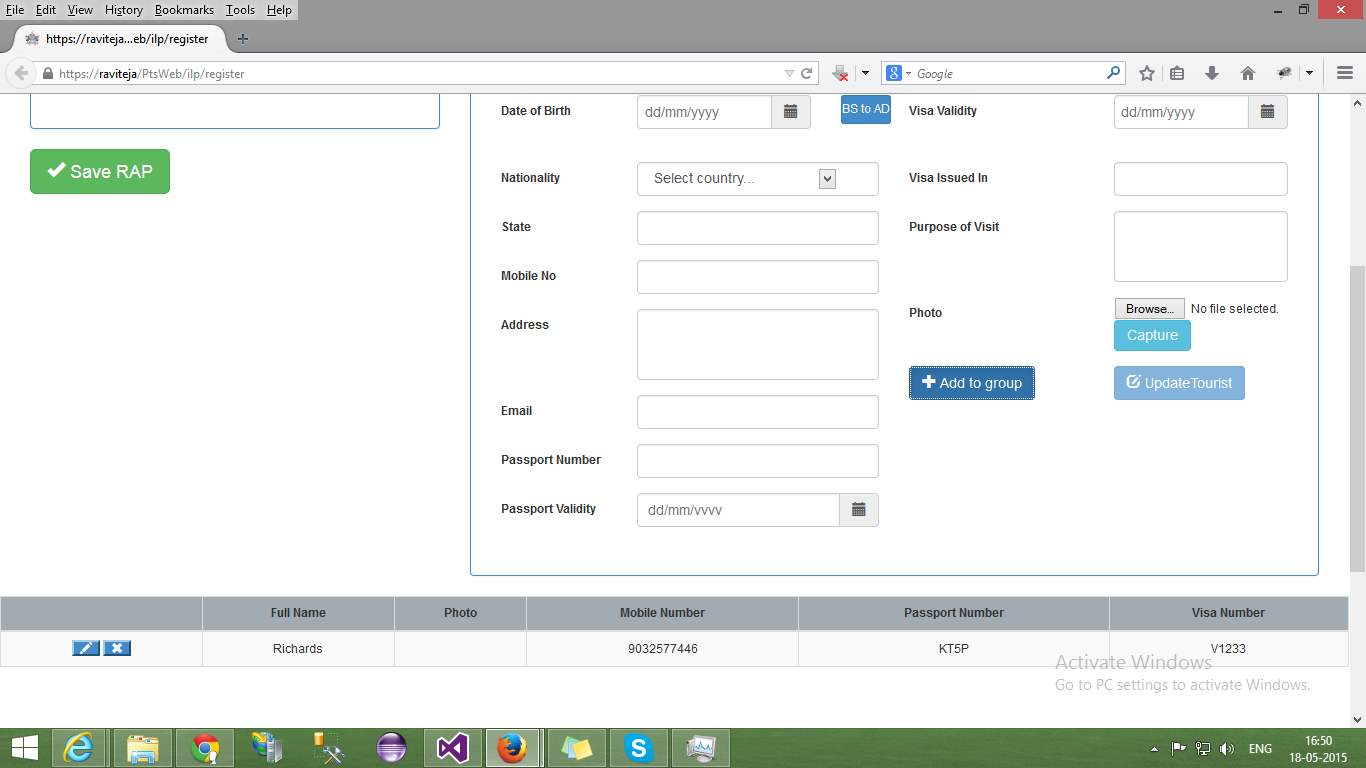 File Edit View History Bookmarks Tools Help
https://raviteja...eb/ilp/register
https://raviteja/PtsWeb/ilp/register
Google
Date of Birth dd/mm/yyyy BS to AD Visa Validity dd/mm/yyyy
Save RAP
Nationality Select country... Visa Issued In
State Purpose of Visit
Mobile No
Photo Browse... No file selected.
Address Capture
Add to group UpdateTourist
Email
Passport Number
Passport Validity dd/mm/yyyy
Full Name Photo Mobile Number Passport Number Visa Number
Richards 9032577446 KT5P V1233
Activate Windows
Go to PC settings to activate Windows.
ENG 16:50
18-05-2015